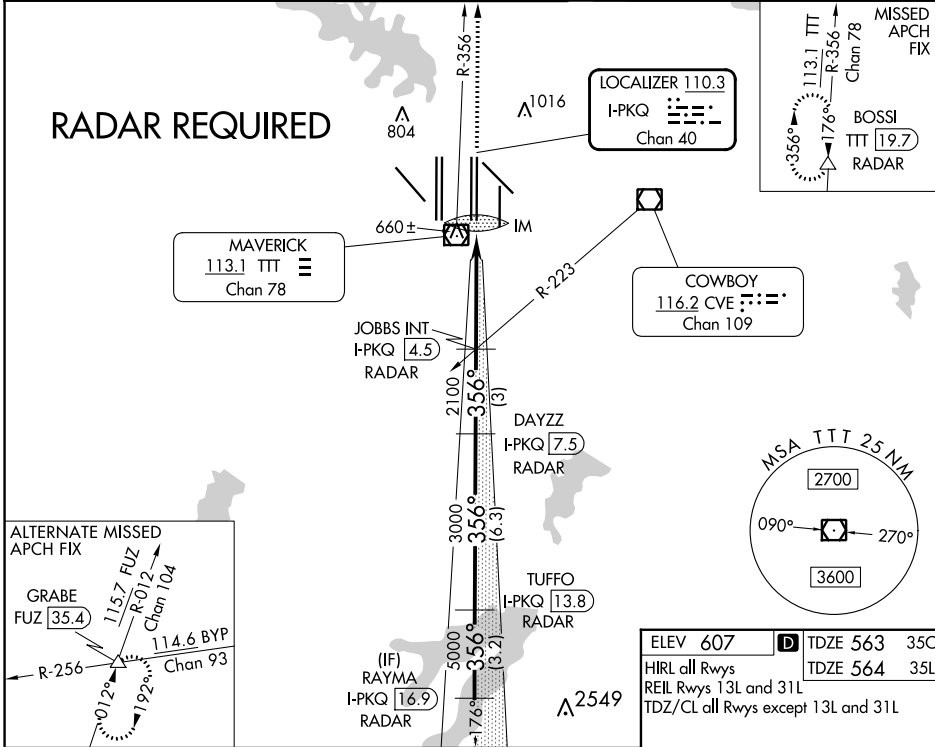 RADAR REQUIRED
R-356
804
1016
LOCALIZER 110.3
I-PKQ
Chan 40
MISSED
APCH
FIX
113.1 TTT
R-356
Chan 78
356°
176°
BOSSI
TTT 19.7
RADAR
660±
IM
MAVERICK
113.1 TTT
Chan 78
R-223
COWBOY
116.2 CVE
Chan 109
JOBBS INT
I-PKQ 4.5
RADAR
2100
356°
(3)
DAYZZ
I-PKQ 7.5
RADAR
3000
356°
(6.3)
TUFFO
I-PKQ 13.8
RADAR
5000
356°
(3.2)
(IF)
RAYMA
I-PKQ 16.9
RADAR
176°
2549
MSA TTT 25 NM
2700
090°
270°
3600
ALTERNATE MISSED
APCH FIX
GRABE
FUZ 35.4
115.7 FUZ
R-012
Chan 104
114.6 BYP
Chan 93
R-256
012°
192°
ELEV 607
D
TDZE 563 35C
TDZE 564 35L
HIRL all Rwys
REIL Rwys 13L and 31L
TDZ/CL all Rwys except 13L and 31L